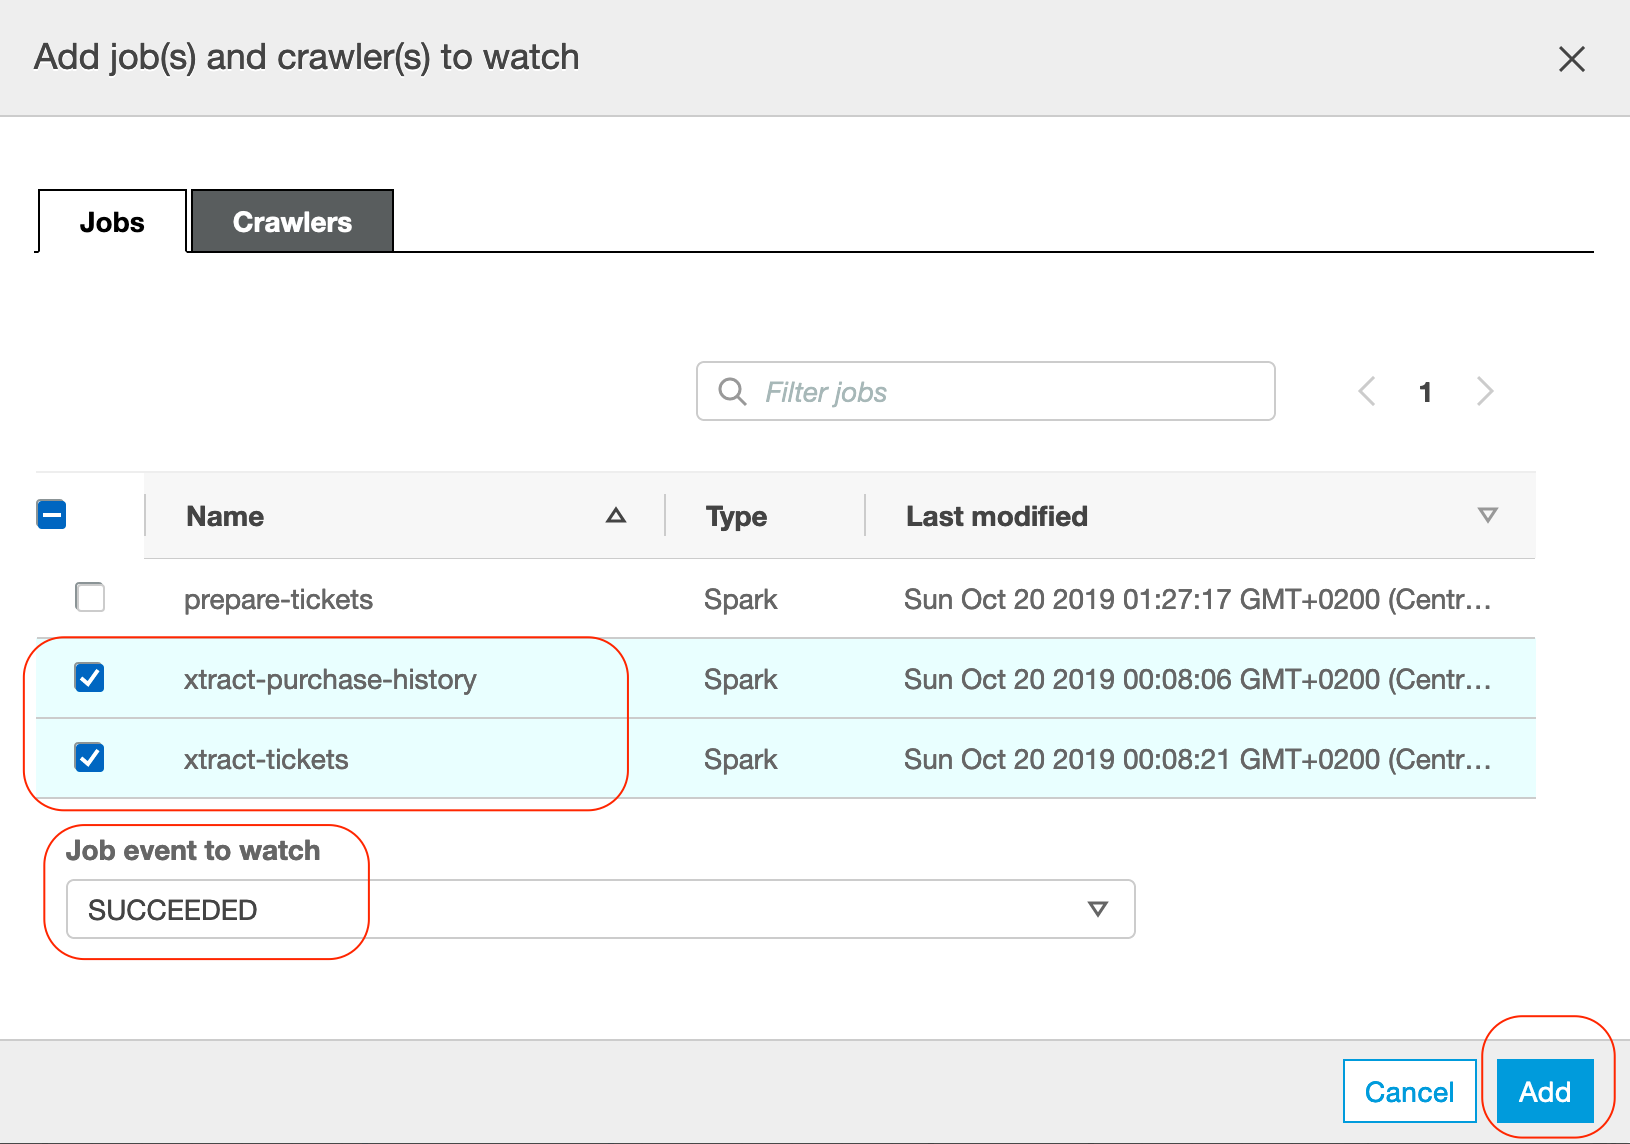 Add job(s) and crawler(s) to watch
Jobs Crawlers
Filter jobs 1
Name Type Last modified
prepare-tickets Spark Sun Oct 20 2019 01:27:17 GMT+0200 (Centr...
xtract-purchase-history Spark Sun Oct 20 2019 00:08:06 GMT+0200 (Centr...
xtract-tickets Spark Sun Oct 20 2019 00:08:21 GMT+0200 (Centr...
Job event to watch
SUCCEEDED
Cancel Add